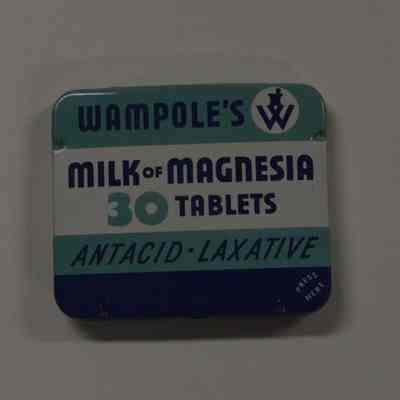 WAMPOLE'S W
MILK OF MAGNESIA
30 TABLETS
ANTACID · LAXATIVE
PRESS
HERE